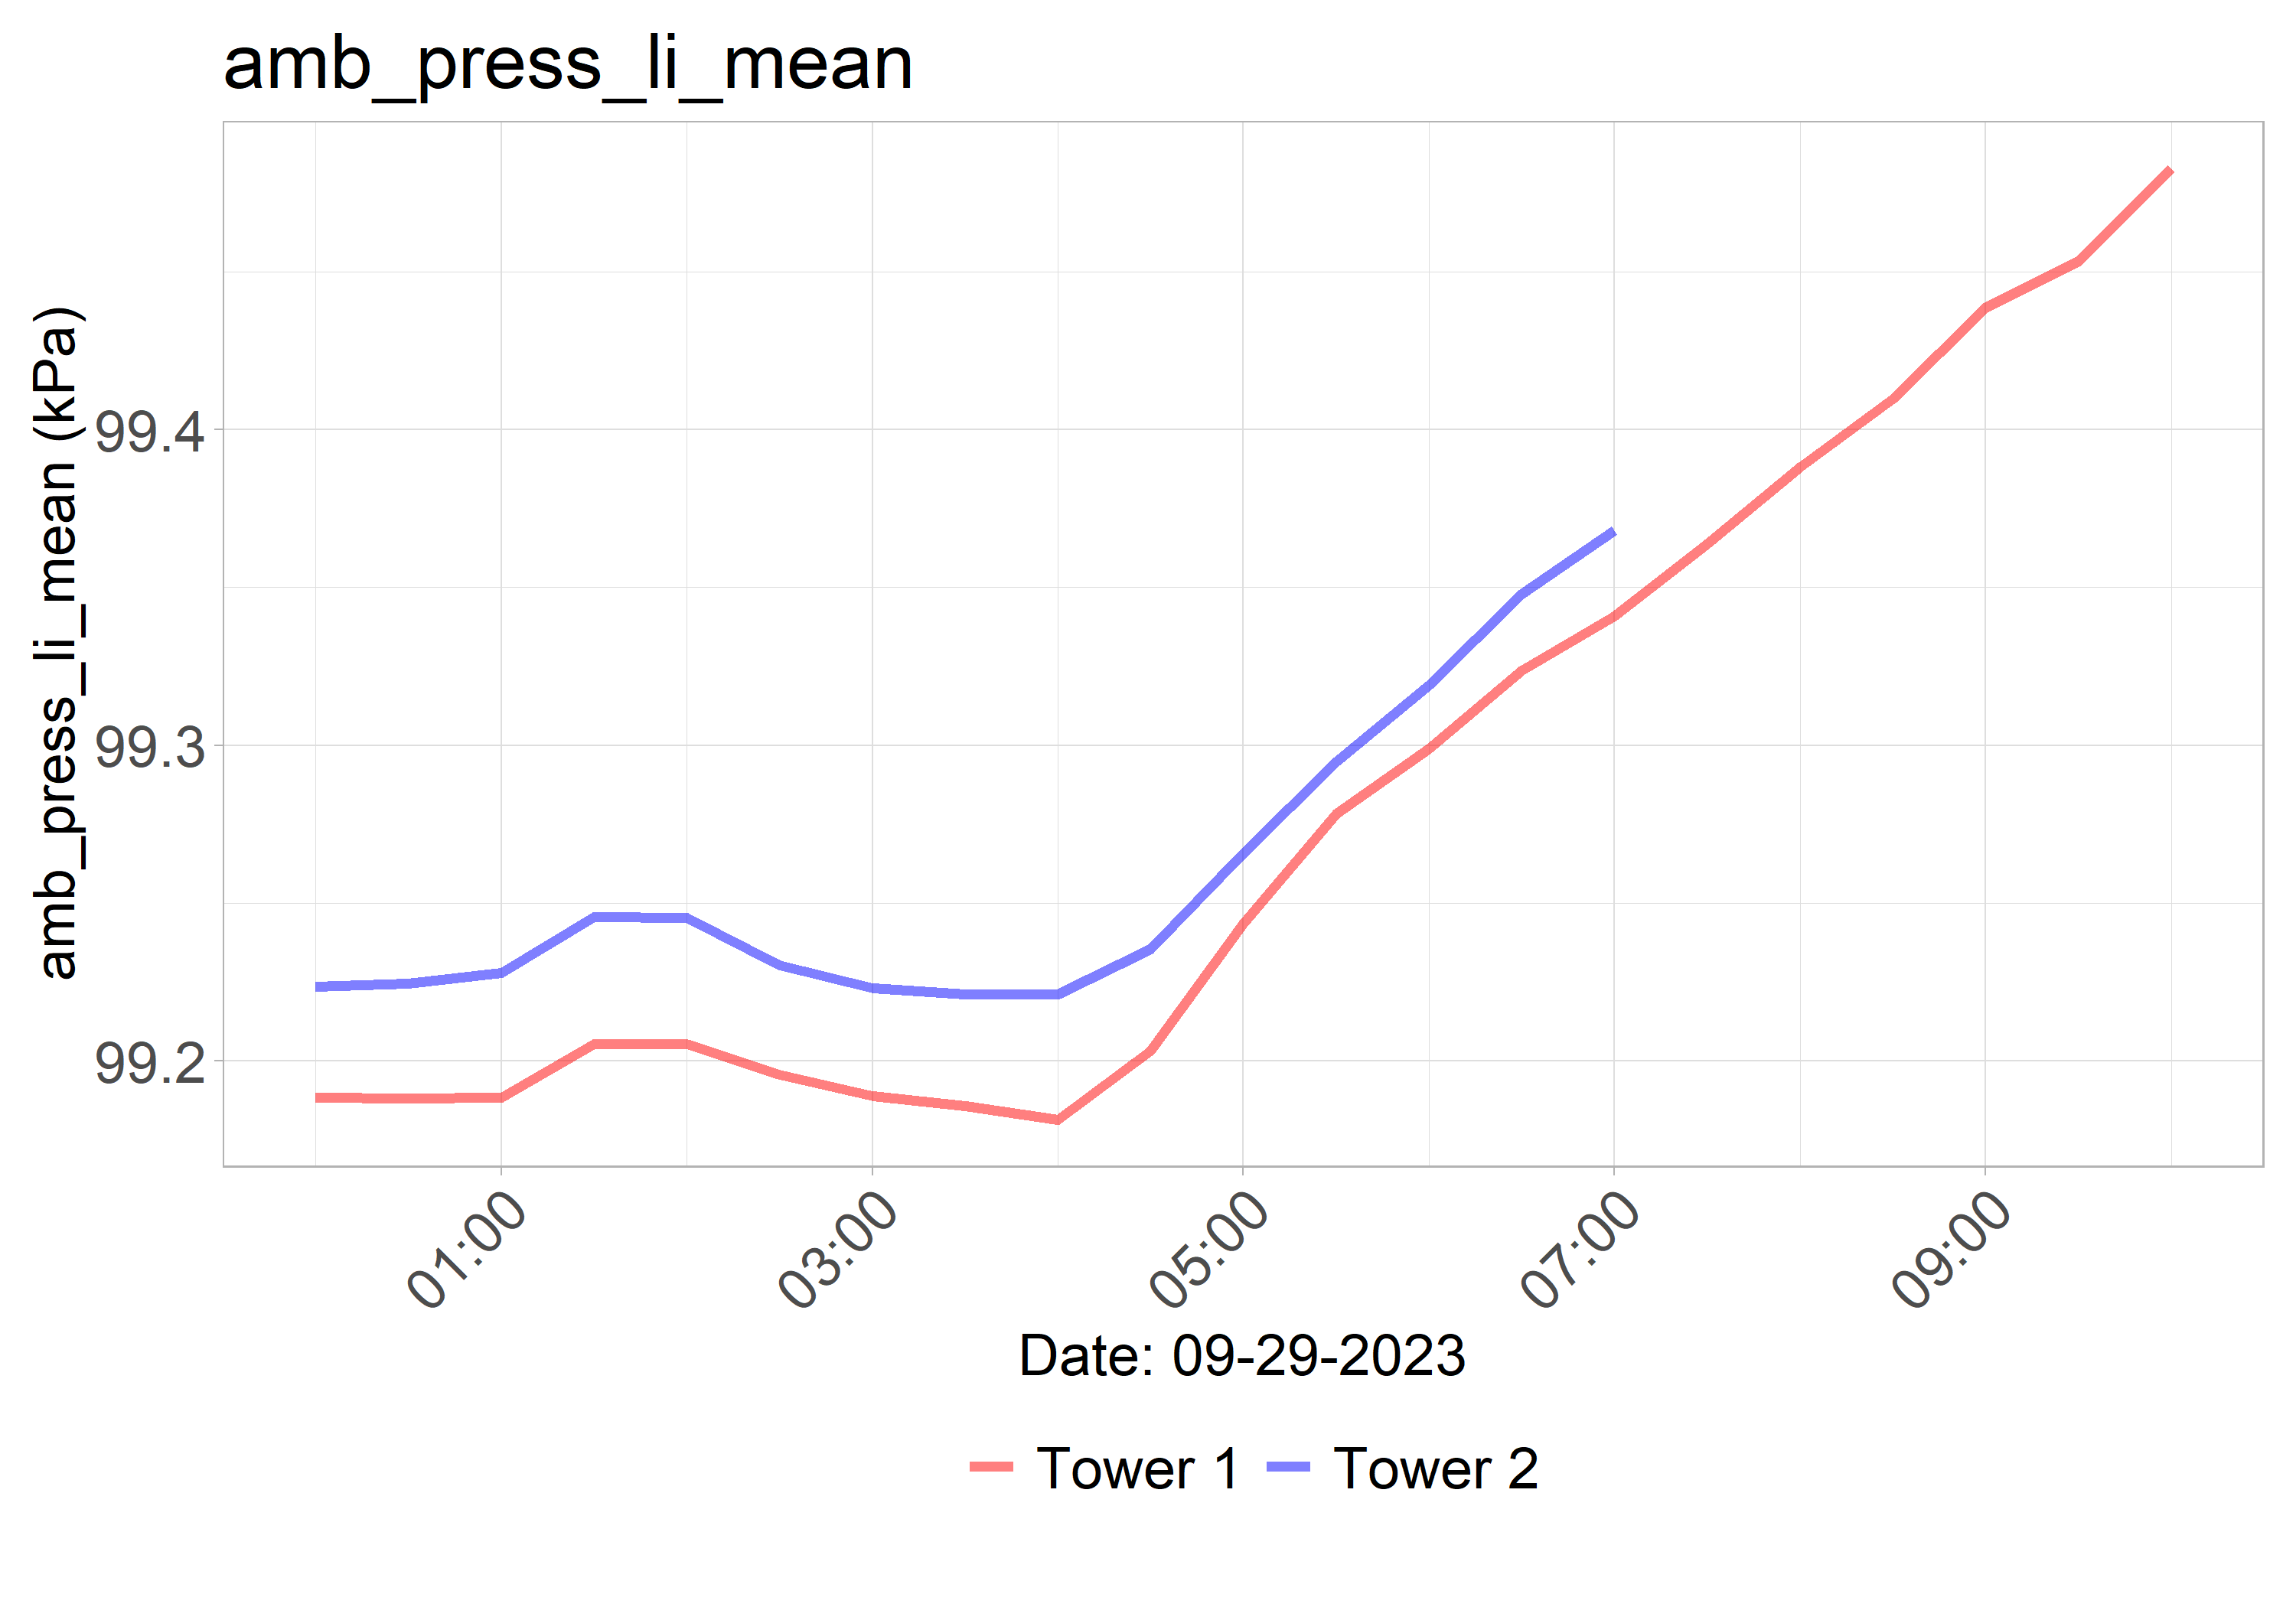 amb_press_li_mean
amb_press_li_mean (kPa)
99.4
99.3
99.2
01:00
03:00
05:00
07:00
09:00
Date: 09-29-2023
Tower 1
Tower 2